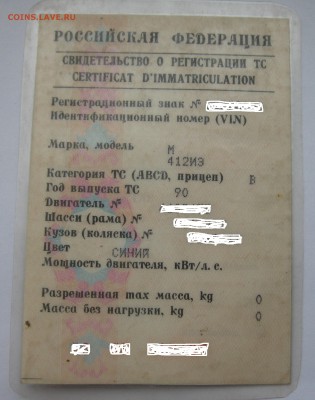 COINS.LAVE.RU
РОССИЙСКАЯ ФЕДЕРАЦИЯ
СВИДЕТЕЛЬСТВО О РЕГИСТРАЦИИ ТС
CERTIFICAT D'IMMATRICULATION
Регистрационный знак №
Идентификационный номер (VIN)
Марка, модель М
412ИЭ
Категория ТС (ABCD, прицеп) В
Год выпуска ТС 90
Двигатель №
Шасси (рама) №
Кузов (коляска) №
Цвет СИНИЙ
Мощность двигателя, кВт/л. с.
Разрешенная max масса, kg 0
Масса без нагрузки, kg 0